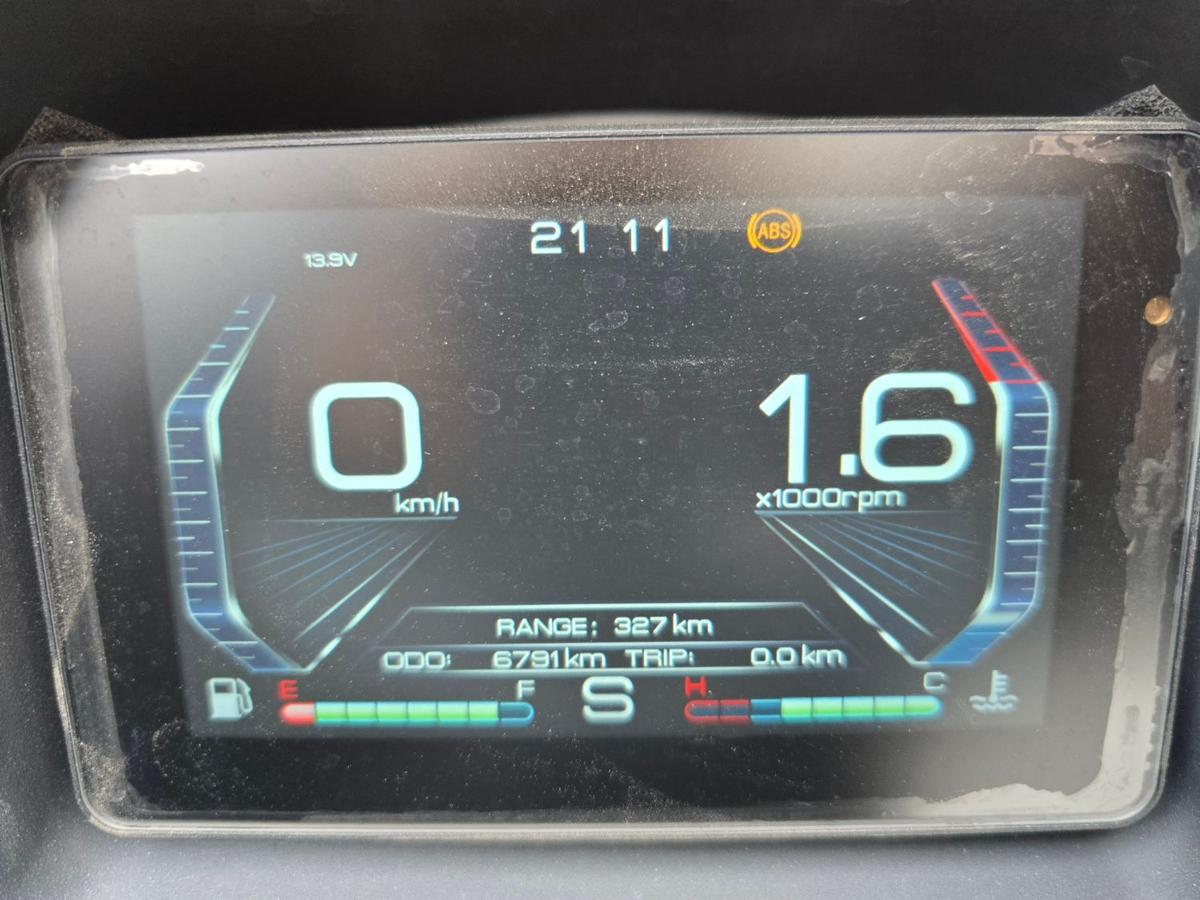 21 11 ABS
13.9V
0 1.6
km/h x1000rpm
RANGE: 327 km
ODO: 6791 km TRIP: 0.0 km
E F S H C